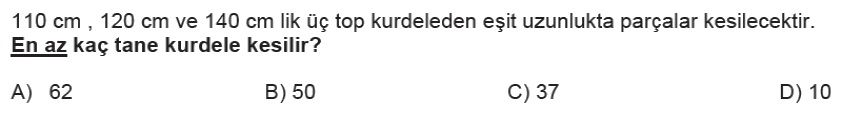 110 cm , 120 cm ve 140 cm lik üç top kurdeleden eşit uzunlukta parçalar kesilecektir.
En az kaç tane kurdele kesilir?
A) 62 B) 50 C) 37 D) 10